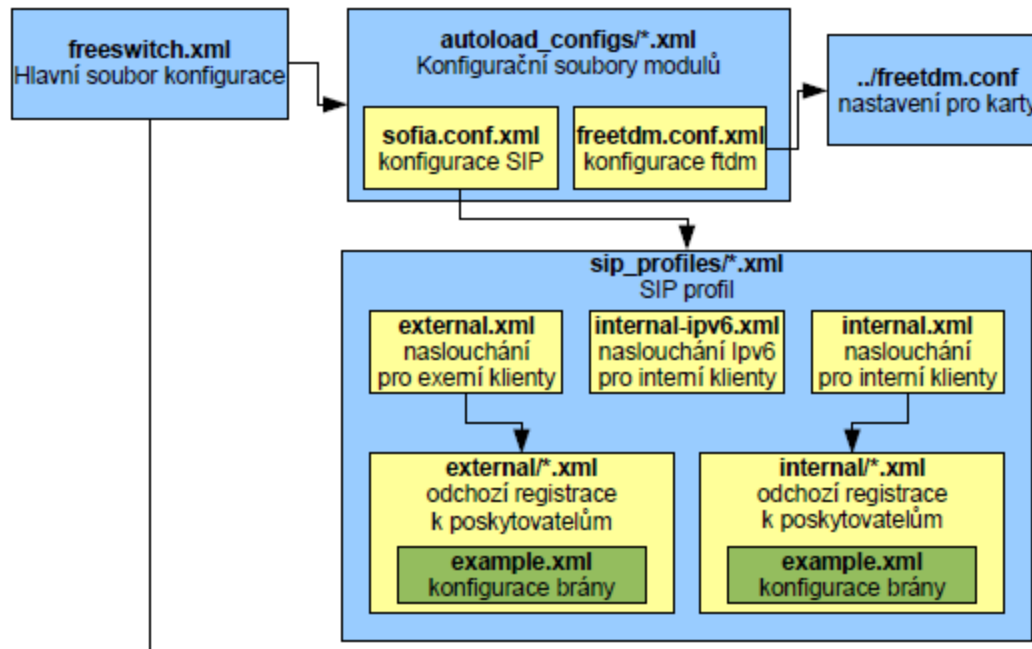 freeswitch.xml
Hlavní soubor konfigurace
autoload_configs/*.xml
Konfigurační soubory modulů
../freetdm.conf
nastavení pro karty
sofia.conf.xml
konfigurace SIP
freetdm.conf.xml
konfigurace ftdm
sip_profiles/*.xml
SIP profil
external.xml
naslouchání
pro exerní klienty
internal-ipv6.xml
naslouchání Ipv6
pro interní klienty
internal.xml
naslouchání
pro interní klienty
external/*.xml
odchozí registrace
k poskytovatelům
example.xml
konfigurace brány
internal/*.xml
odchozí registrace
k poskytovatelům
example.xml
konfigurace brány